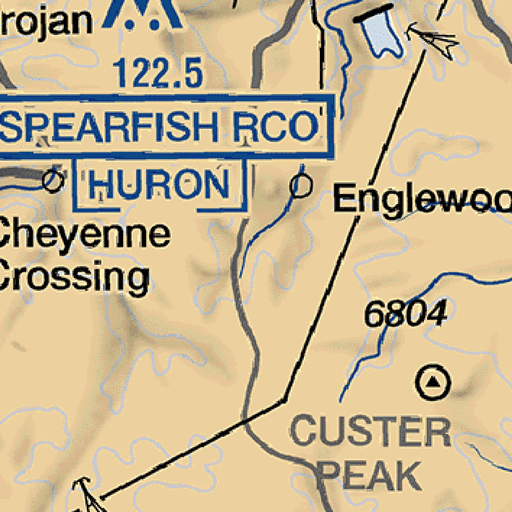 rojan
122.5
SPEARFISH RCO
HURON
Englewoo
Cheyenne
Crossing
6804
CUSTER
PEAK